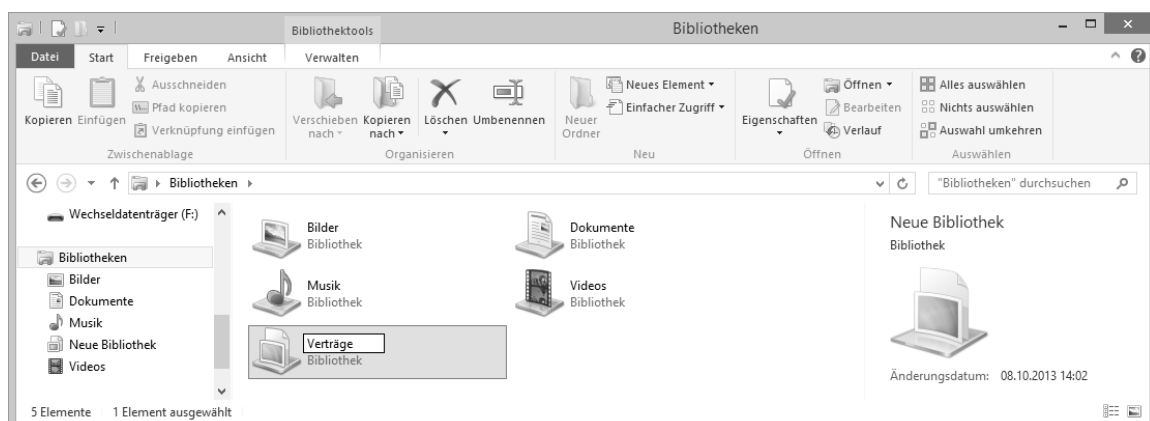 Bibliothektools
Bibliotheken
Datei Start Freigeben Ansicht Verwalten
Kopieren
Einfügen
Ausschneiden
Pfad kopieren
Verknüpfung einfügen
Zwischenablage
Verschieben nach
Kopieren nach
Löschen
Umbenennen
Organisieren
Neuer Ordner
Neues Element
Einfacher Zugriff
Neu
Eigenschaften
Öffnen
Bearbeiten
Verlauf
Öffnen
Alles auswählen
Nichts auswählen
Auswahl umkehren
Auswählen
Bibliotheken
"Bibliotheken" durchsuchen
Wechseldatenträger (F:)
Bibliotheken
Bilder
Dokumente
Musik
Neue Bibliothek
Videos
Bilder
Bibliothek
Dokumente
Bibliothek
Musik
Bibliothek
Videos
Bibliothek
Verträge
Bibliothek
Neue Bibliothek
Bibliothek
Änderungsdatum: 08.10.2013 14:02
5 Elemente 1 Element ausgewählt